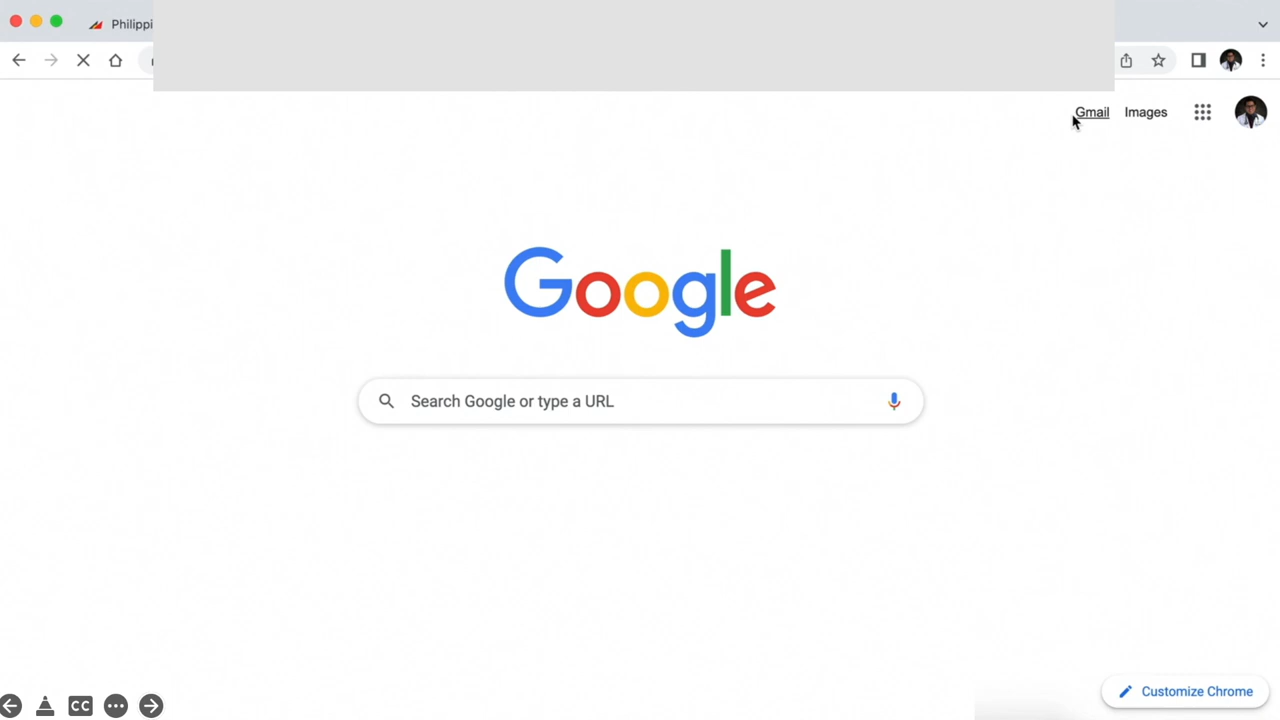 Philippi
Gmail Images
Google
Search Google or type a URL
CC
Customize Chrome